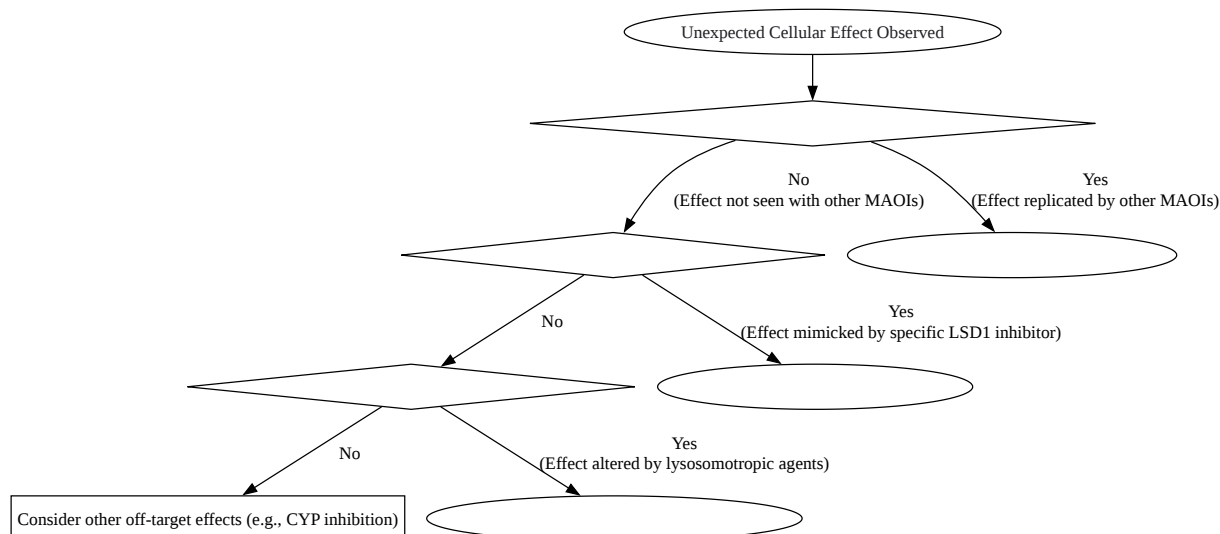 Unexpected Cellular Effect Observed
No
(Effect not seen with other MAOIs)
Yes
(Effect replicated by other MAOIs)
No
Yes
(Effect mimicked by specific LSD1 inhibitor)
No
Yes
(Effect altered by lysosomotropic agents)
Consider other off-target effects (e.g., CYP inhibition)